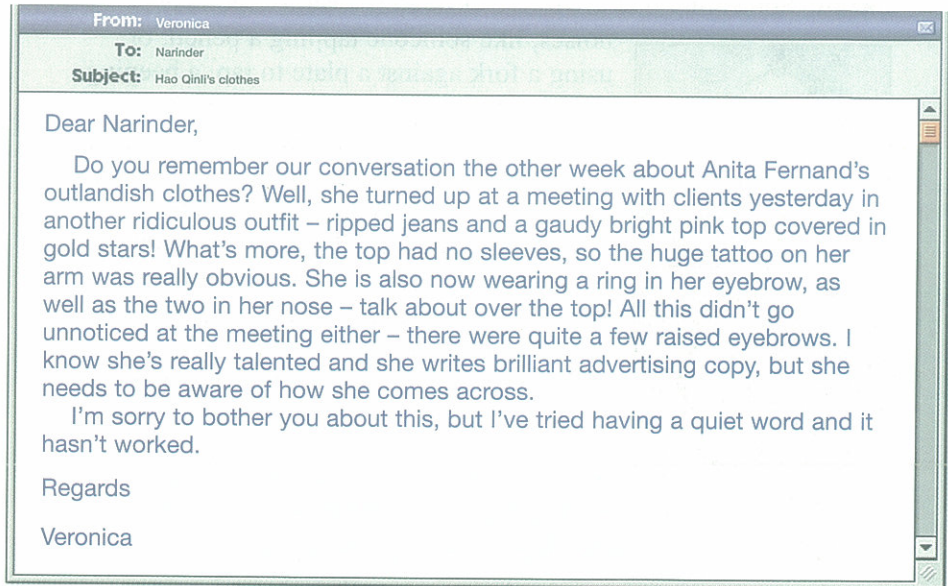 From: Veronica
To: Narinder
Subject: Hao Qinli's clothes
Dear Narinder,
Do you remember our conversation the other week about Anita Fernand's
outlandish clothes? Well, she turned up at a meeting with clients yesterday in
another ridiculous outfit – ripped jeans and a gaudy bright pink top covered in
gold stars! What's more, the top had no sleeves, so the huge tattoo on her
arm was really obvious. She is also now wearing a ring in her eyebrow, as
well as the two in her nose – talk about over the top! All this didn't go
unnoticed at the meeting either – there were quite a few raised eyebrows. I
know she's really talented and she writes brilliant advertising copy, but she
needs to be aware of how she comes across.
I'm sorry to bother you about this, but I've tried having a quiet word and it
hasn't worked.
Regards
Veronica